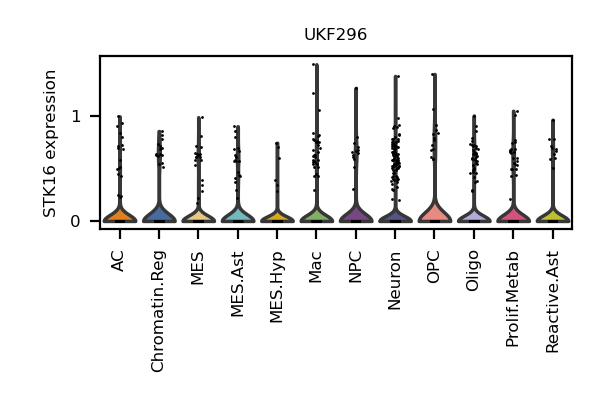 UKF296
STK16 expression
1
0
AC
Chromatin.Reg
MES
MES.Ast
MES.Hyp
Mac
NPC
Neuron
OPC
Oligo
Prolif.Metab
Reactive.Ast